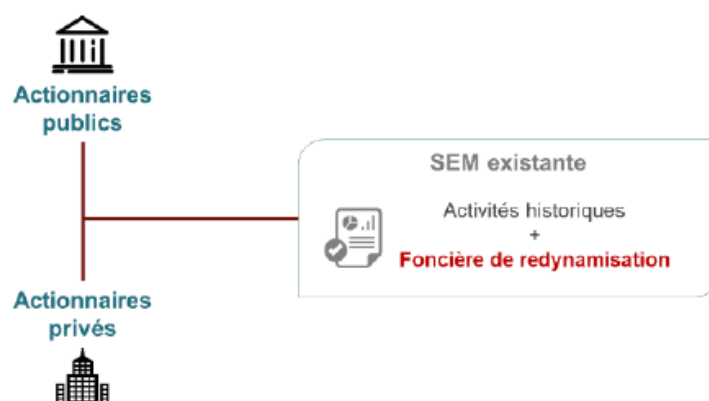 Actionnaires
publics
SEM existante
Activités historiques
+
Foncière de redynamisation
Actionnaires
privés